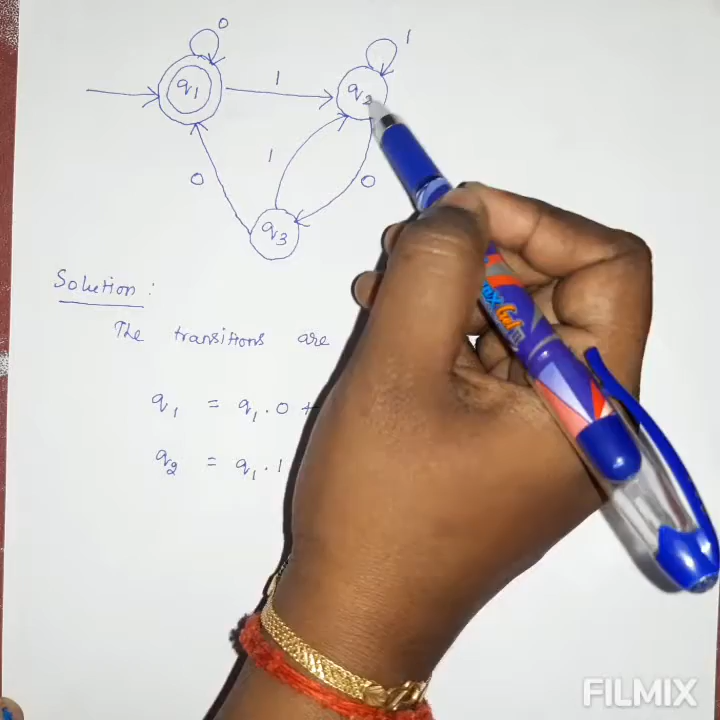 0
1
q₁
1
q₂
1
0
0
q₃
Solution :
The transitions are
q₁ = q₁.0 +
q₂ = q₁.1
FILMIX